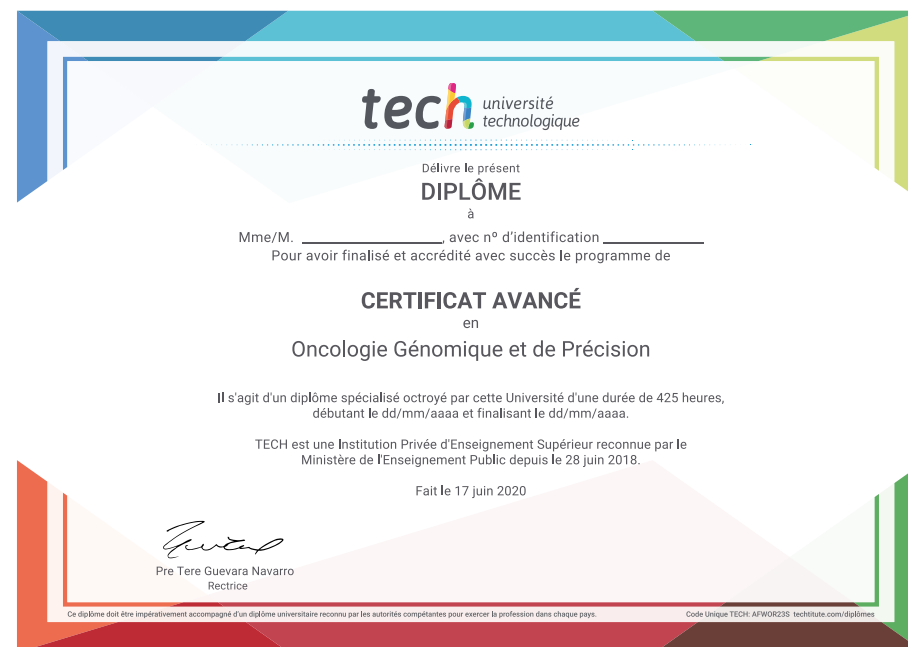 tech université
technologique
Délivre le présent
DIPLÔME
à
Mme/M. ____________________, avec nº d'identification ______________
Pour avoir finalisé et accrédité avec succès le programme de
CERTIFICAT AVANCÉ
en
Oncologie Génomique et de Précision
Il s'agit d'un diplôme spécialisé octroyé par cette Université d'une durée de 425 heures,
débutant le dd/mm/aaaa et finalisant le dd/mm/aaaa.
TECH est une Institution Privée d'Enseignement Supérieur reconnue par le
Ministère de l'Enseignement Public depuis le 28 juin 2018.
Fait le 17 juin 2020
Pre Tere Guevara Navarro
Rectrice
Ce diplôme doit être impérativement accompagné d'un diplôme universitaire reconnu par les autorités compétentes pour exercer la profession dans chaque pays.
Code Unique TECH: AFWOR23S techtitute.com/diplômes